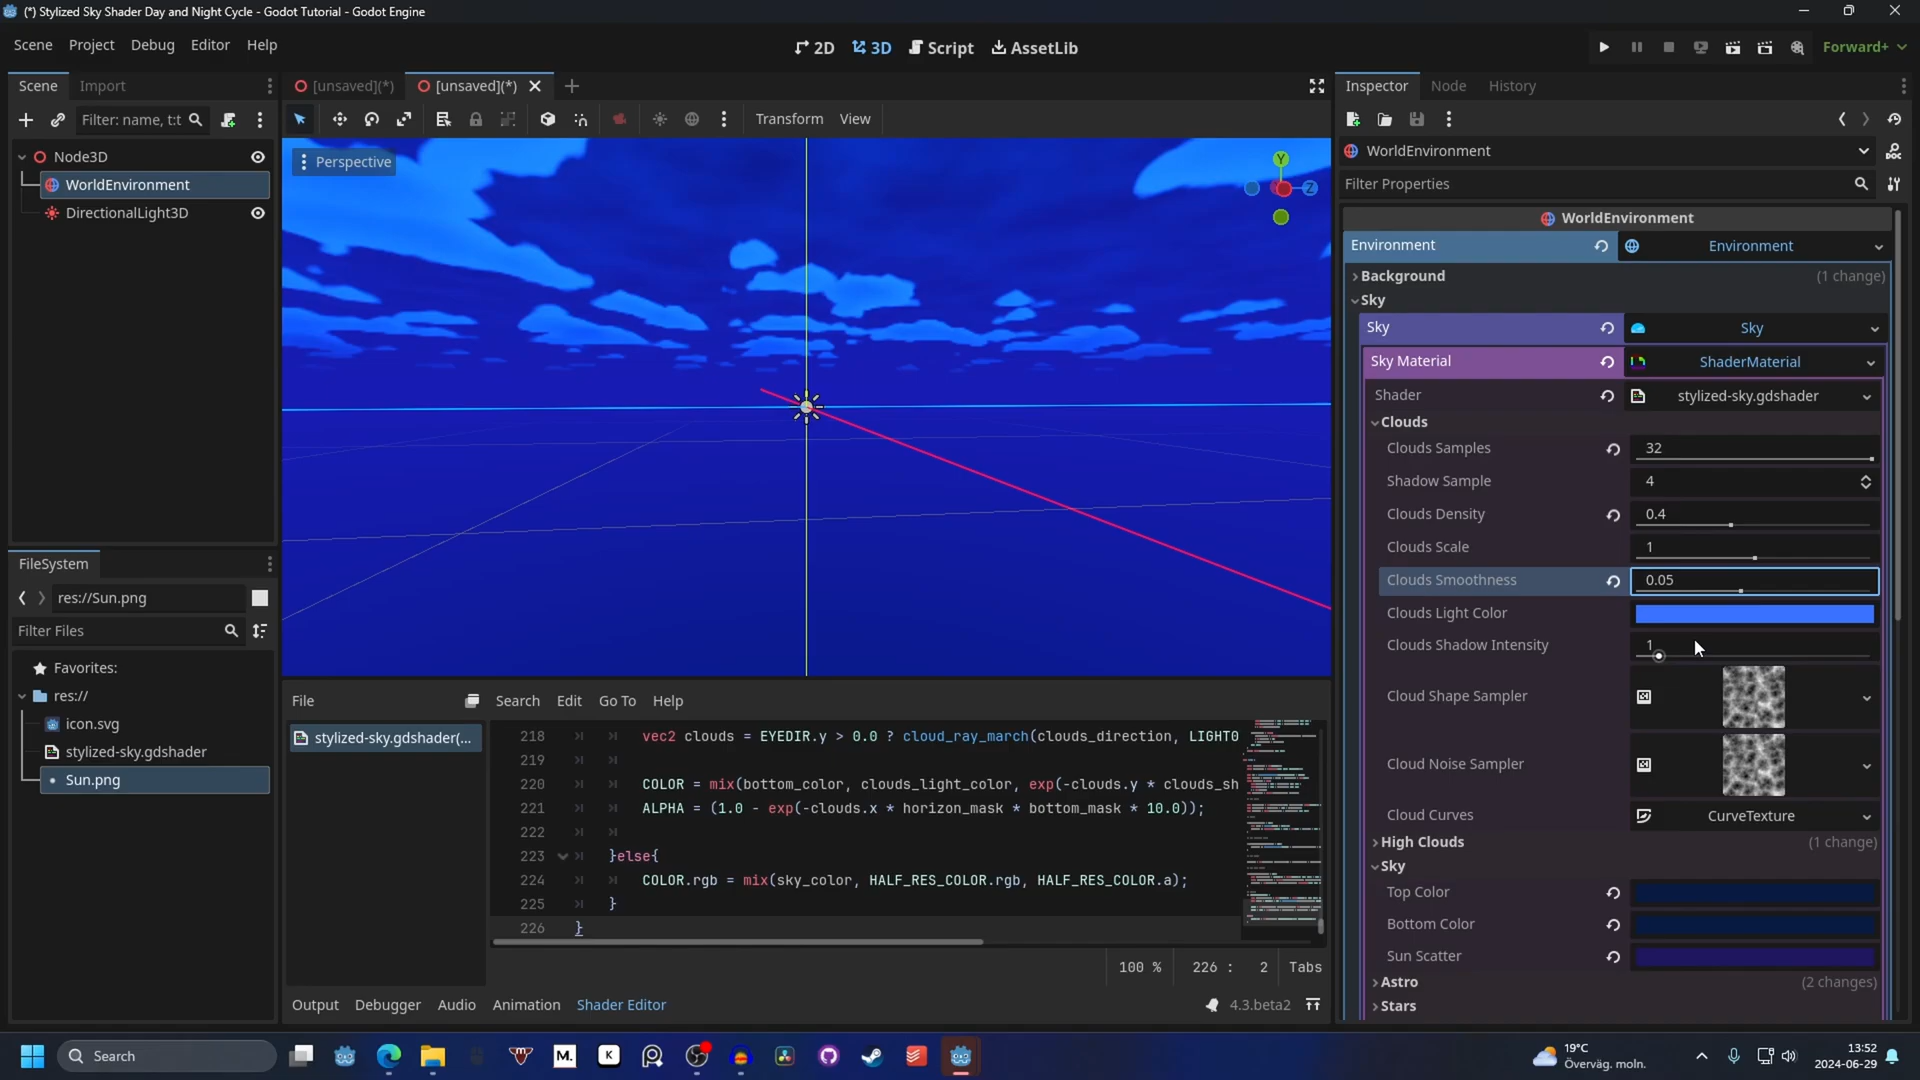 (*) Stylized Sky Shader Day and Night Cycle - Godot Tutorial - Godot Engine
Scene Project Debug Editor Help
2D 3D Script AssetLib
Forward+
Scene Import
Filter: name, t:t
Node3D
WorldEnvironment
DirectionalLight3D
FileSystem
res://Sun.png
Filter Files
Favorites:
res://
icon.svg
stylized-sky.gdshader
Sun.png
[unsaved](*) [unsaved](*)
Transform View
Perspective
Y
Z
File Search Edit Go To Help
stylized-sky.gdshader(...
218 vec2 clouds = EYEDIR.y > 0.0 ? cloud_ray_march(clouds_direction, LIGHT0
219
220 COLOR = mix(bottom_color, clouds_light_color, exp(-clouds.y * clouds_sh
221 ALPHA = (1.0 - exp(-clouds.x * horizon_mask * bottom_mask * 10.0));
222
223 }else{
224 COLOR.rgb = mix(sky_color, HALF_RES_COLOR.rgb, HALF_RES_COLOR.a);
225 }
226 }
100 % 226 : 2 Tabs
Output Debugger Audio Animation Shader Editor
4.3.beta2
Inspector Node History
WorldEnvironment
DOC
Filter Properties
WorldEnvironment
Environment Environment
Background (1 change)
Sky
Sky Sky
Sky Material ShaderMaterial
Shader stylized-sky.gdshader
Clouds
Clouds Samples 32
Shadow Sample 4
Clouds Density 0.4
Clouds Scale 1
Clouds Smoothness 0.05
Clouds Light Color
Clouds Shadow Intensity 1
Cloud Shape Sampler
Cloud Noise Sampler
Cloud Curves CurveTexture
High Clouds (1 change)
Sky
Top Color
Bottom Color
Sun Scatter
Astro (2 changes)
Stars
Search
M.
K
19°C
Överväg. moln.
13:52
2024-06-29